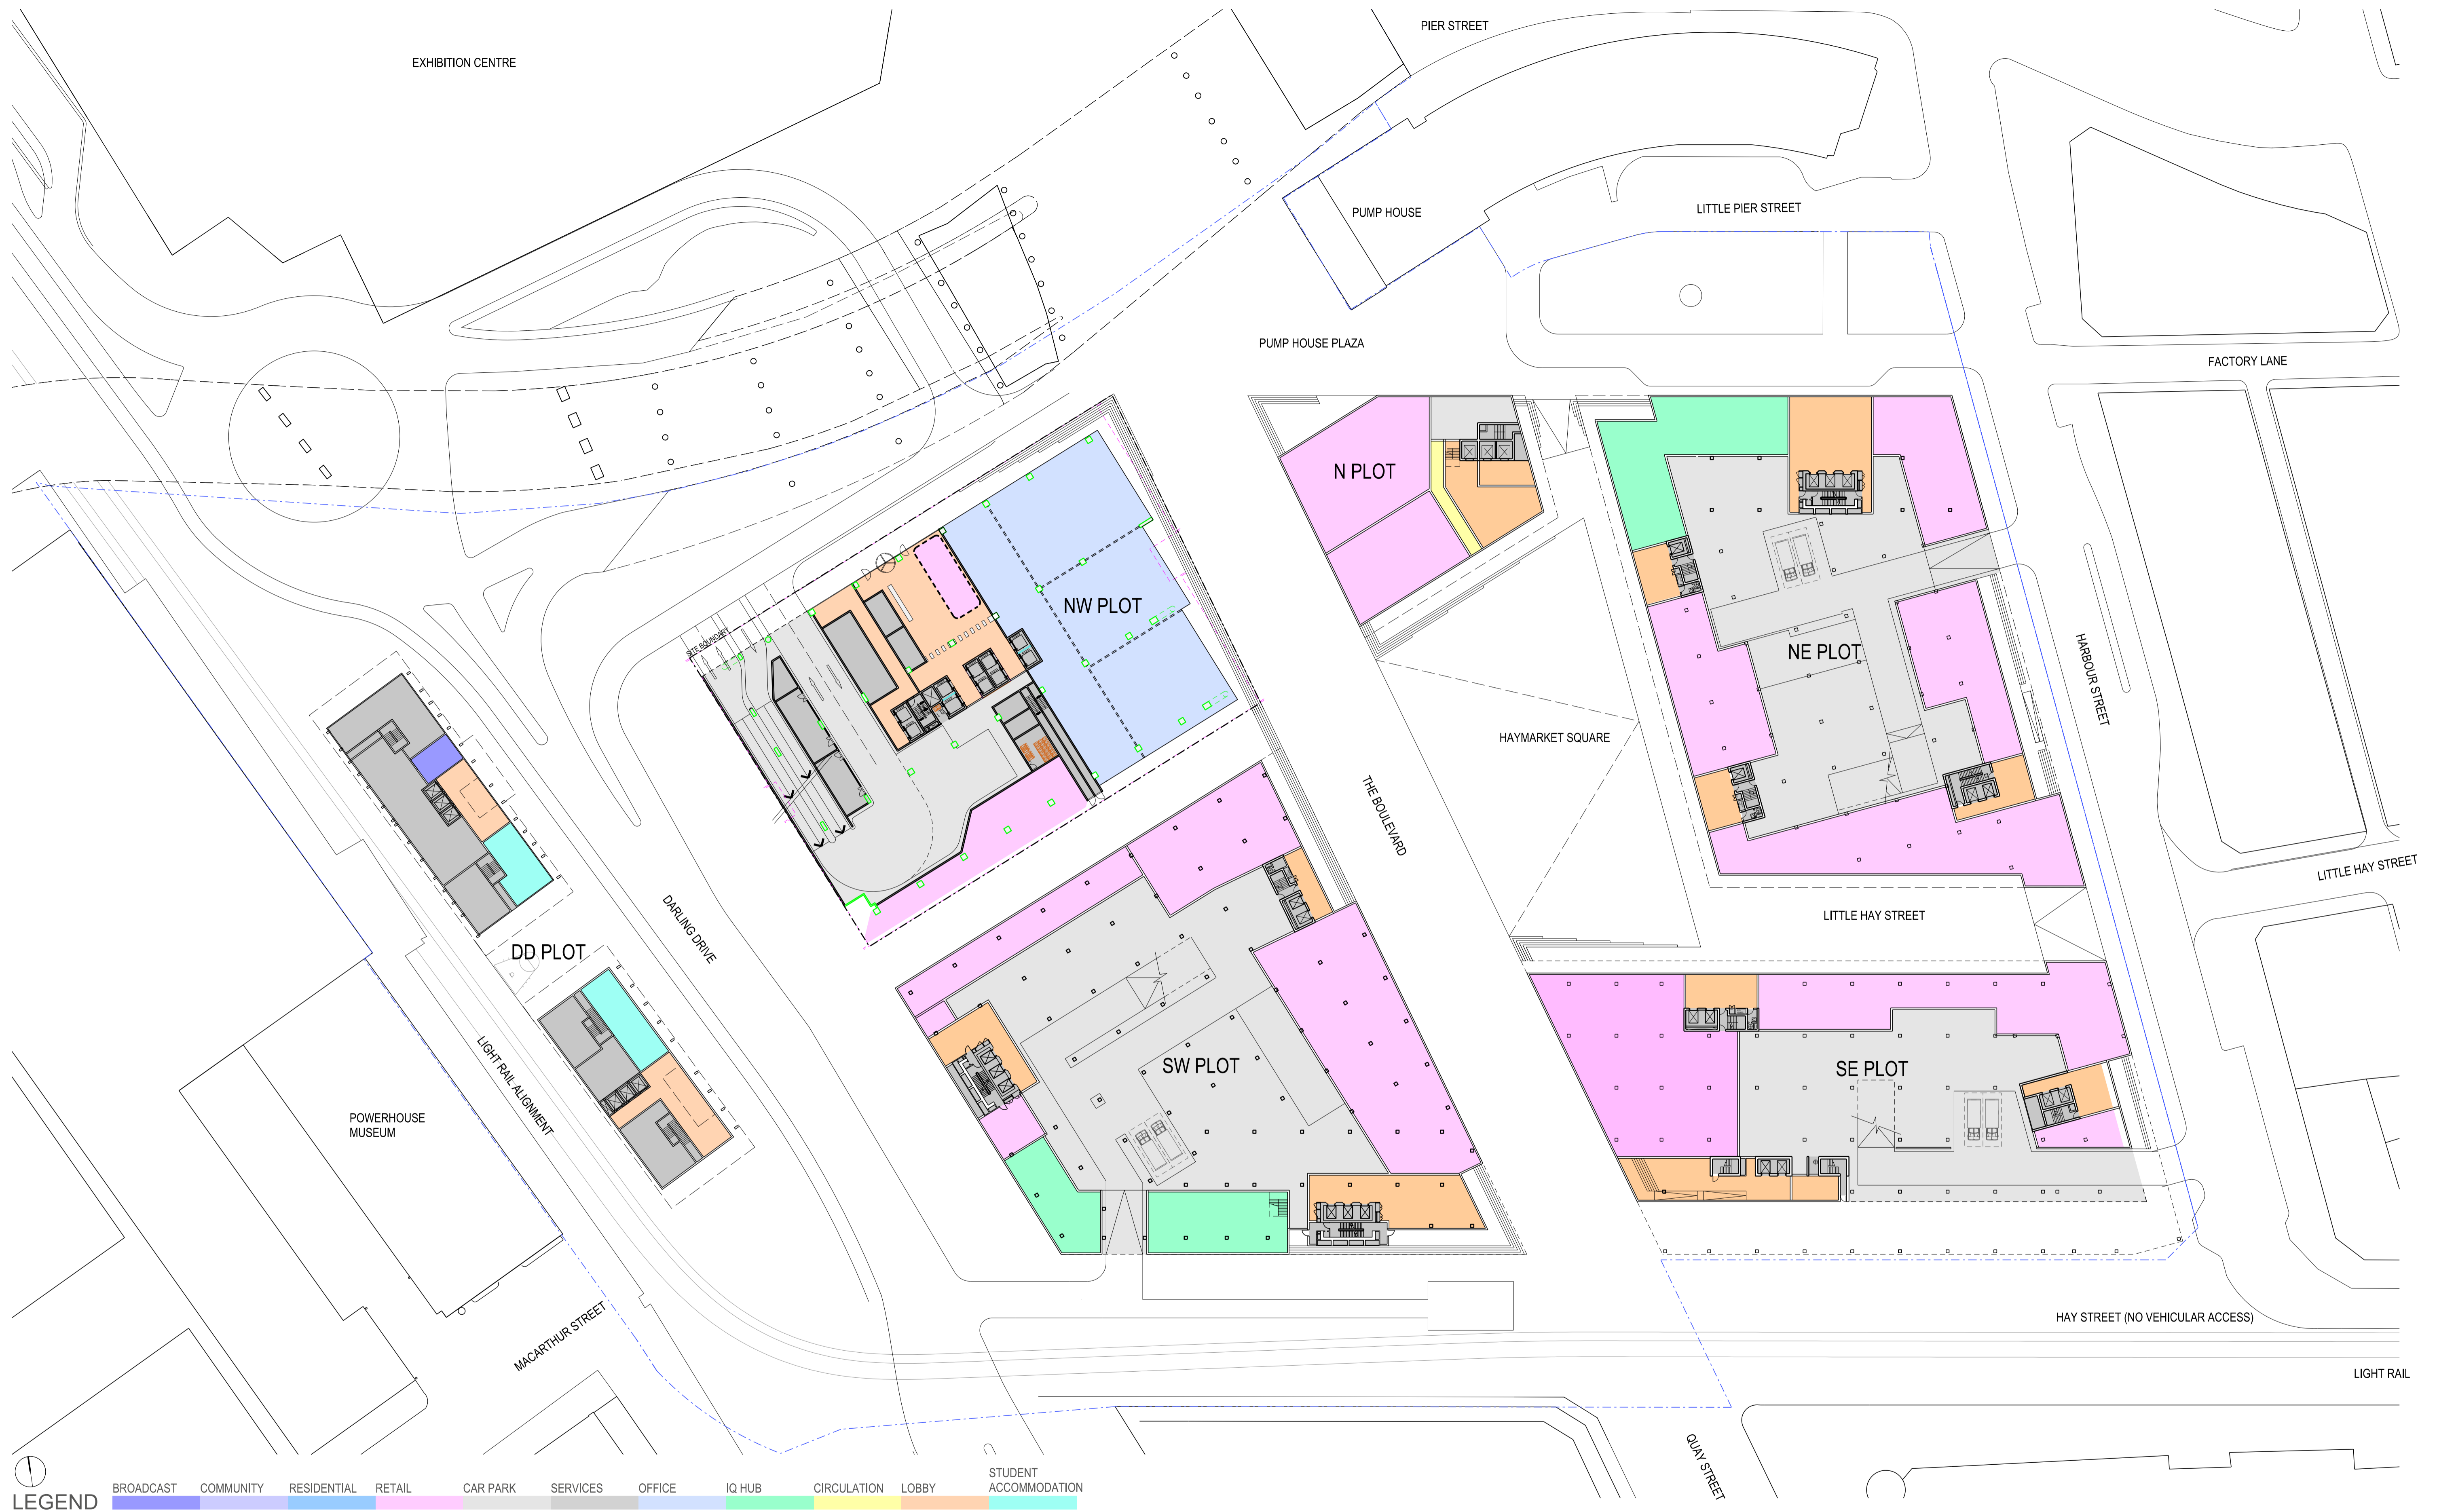 PIER STREET
EXHIBITION CENTRE
PUMP HOUSE
LITTLE PIER STREET
PUMP HOUSE PLAZA
FACTORY LANE
N PLOT
NW PLOT
SITE BOUNDARY
NE PLOT
HARBOUR STREET
HAYMARKET SQUARE
THE BOULEVARD
LITTLE HAY STREET
LITTLE HAY STREET
DARLING DRIVE
DD PLOT
SW PLOT
SE PLOT
LIGHT RAIL ALIGNMENT
POWERHOUSE
MUSEUM
MACARTHUR STREET
HAY STREET (NO VEHICULAR ACCESS)
LIGHT RAIL
QUAY STREET
LEGEND
BROADCAST
COMMUNITY
RESIDENTIAL
RETAIL
CAR PARK
SERVICES
OFFICE
IQ HUB
CIRCULATION
LOBBY
STUDENT
ACCOMMODATION